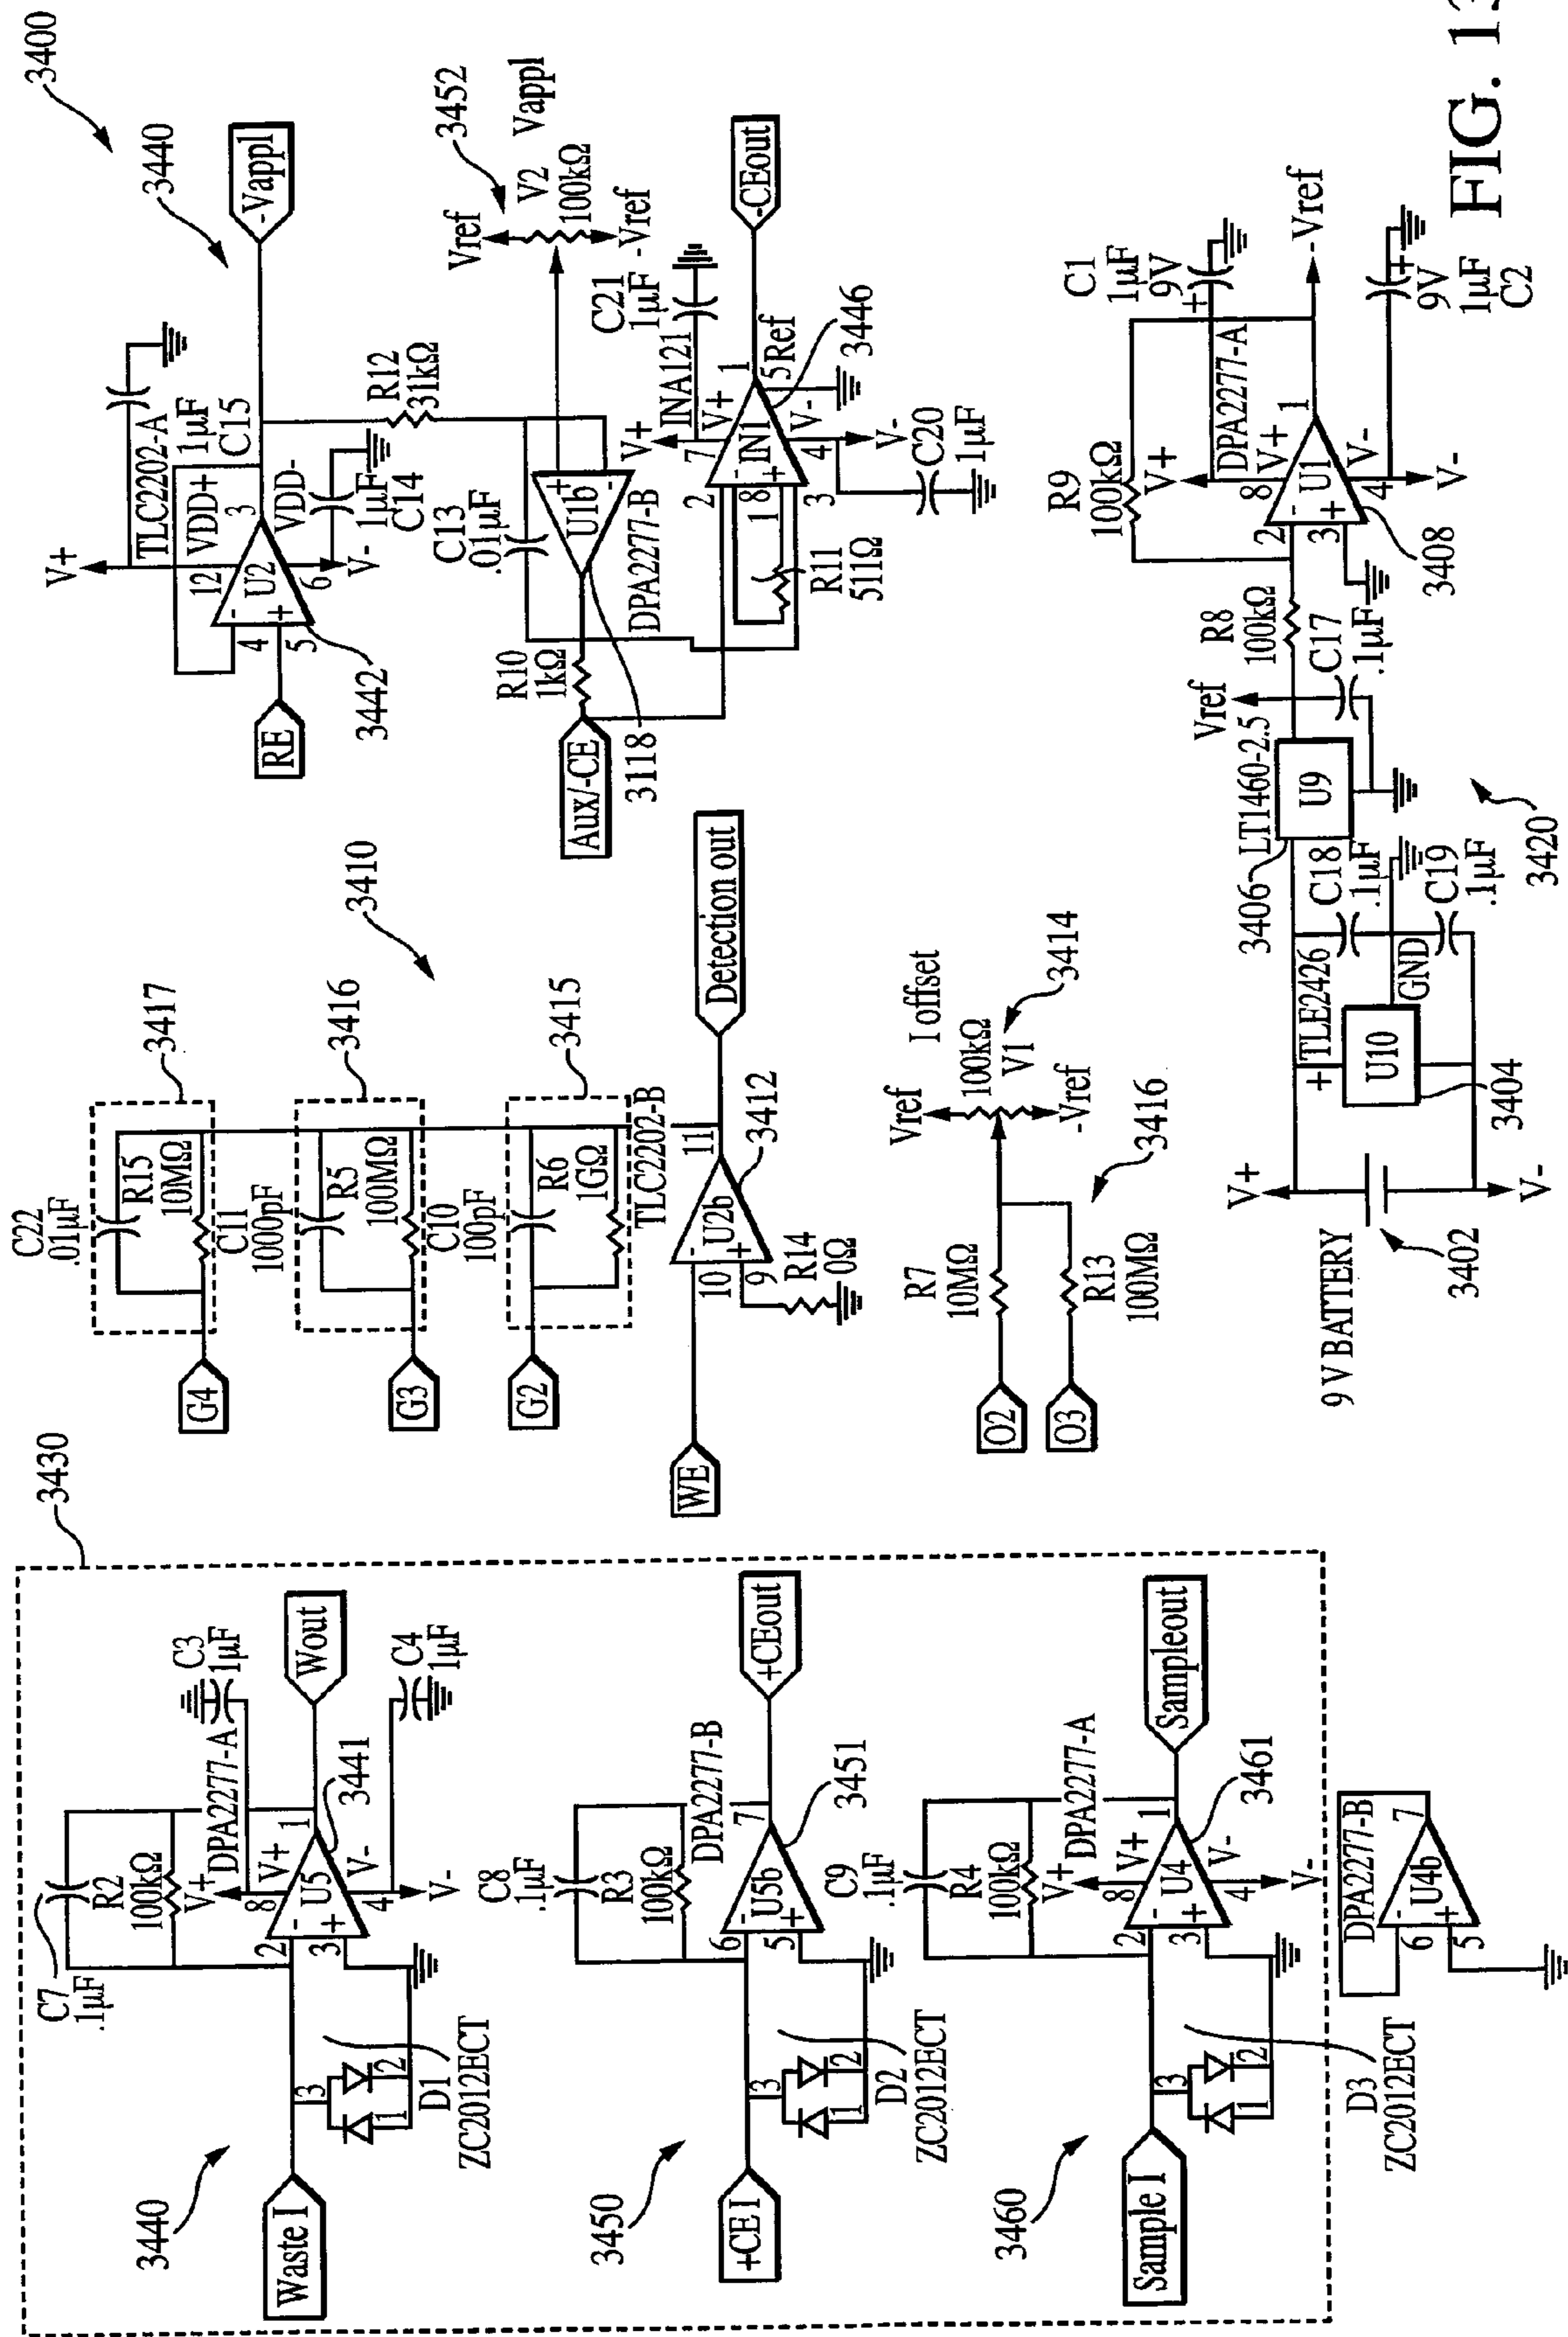 3430
C7
.1µF
R2
100kΩ
V+
DPA2277-A
C3
1µF
8
V+
2
-
U5
1
3
+
4
V-
V-
3441
C4
1µF
Wout
Waste I
3440
3
1
2
D1
ZC2012ECT
C8
.1µF
R3
100kΩ
DPA2277-B
6
-
U5b
7
5
+
3451
+CEout
+CE I
3450
3
1
2
D2
ZC2012ECT
C9
.1µF
R4
100kΩ
V+
DPA2277-A
8
V+
2
-
U4
1
3
+
4
V-
V-
3461
Sampleout
Sample I
3460
3
1
2
D3
ZC2012ECT
DPA2277-B
6
-
U4b
7
5
+
C22
.01µF
R15
10MΩ
3417
G4
C11
1000pF
R5
100MΩ
3416
G3
C10
100pF
R6
1GΩ
3415
G2
3410
TLC2202-B
WE
10
-
U2b
11
9
+
3412
R14
0Ω
Detection out
I offset
Vref
100kΩ
V1
-Vref
3414
R7
10MΩ
O2
R13
100MΩ
O3
3416
3400
3440
V+
TLC2202-A
VDD+
1µF
C15
12
4
-
U2
3
5
+
6
VDD-
V-
1µF
C14
RE
3442
-Vappl
R12
31kΩ
3452
Vref
V2
Vappl
100kΩ
-Vref
C13
.01µF
+
U1b
-
DPA2277-B
R10
1kΩ
Aux/-CE
3118
C21
1µF
INA121
V+
7
V+
2
-
1
8
IN1
1
+
3
4
V-
V-
5
Ref
3446
R11
511Ω
C20
1µF
-CEout
9 V BATTERY
3402
V+
V-
+
TLE2426
U10
GND
3404
C18
.1µF
C19
.1µF
3406
LT1460-2.5
U9
Vref
C17
.1µF
3420
R8
100kΩ
R9
100kΩ
V+
DPA2277-A
8
V+
2
-
U1
1
3
+
4
V-
V-
3408
C1
1µF
9V
+
-Vref
+
9V
1µF
C2
FIG.